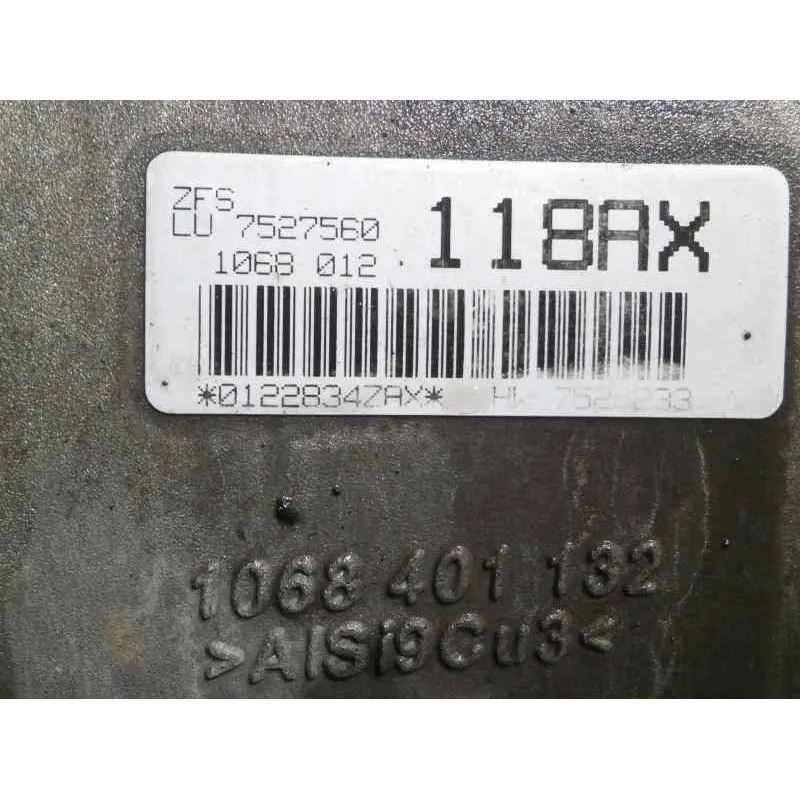 ZFS
LU 7527560
118AX
1068 012
*0122834ZAX*
1068 401 132
>AlSi9Cu3<